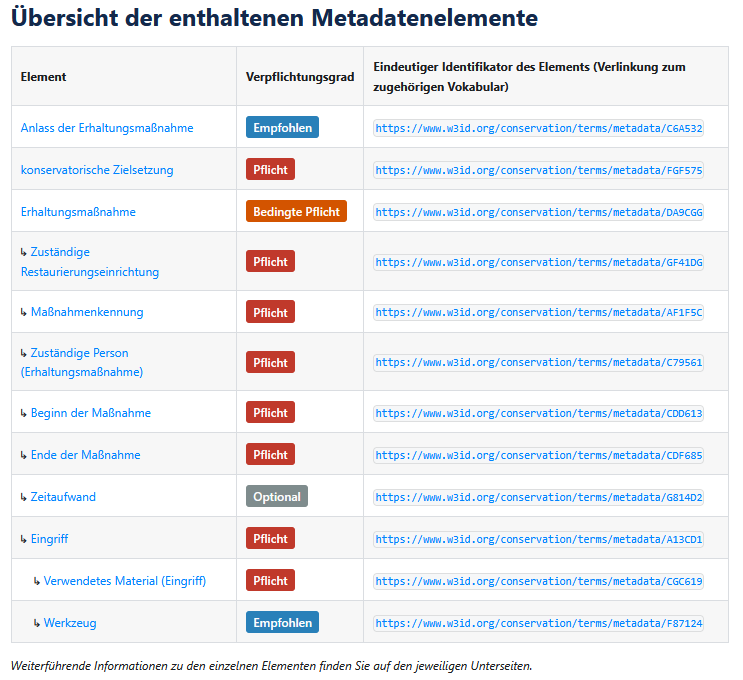 Übersicht der enthaltenen Metadatenelemente
Element Verpflichtungsgrad Eindeutiger Identifikator des Elements (Verlinkung zum
zugehörigen Vokabular)
Anlass der Erhaltungsmaßnahme Empfohlen https://www.w3id.org/conservation/terms/metadata/C6A532
konservatorische Zielsetzung Pflicht https://www.w3id.org/conservation/terms/metadata/FGF575
Erhaltungsmaßnahme Bedingte Pflicht https://www.w3id.org/conservation/terms/metadata/DA9CGG
↳ Zuständige
Restaurierungseinrichtung Pflicht https://www.w3id.org/conservation/terms/metadata/GF41DG
↳ Maßnahmenkennung Pflicht https://www.w3id.org/conservation/terms/metadata/AF1F5C
↳ Zuständige Person
(Erhaltungsmaßnahme) Pflicht https://www.w3id.org/conservation/terms/metadata/C79561
↳ Beginn der Maßnahme Pflicht https://www.w3id.org/conservation/terms/metadata/CDD613
↳ Ende der Maßnahme Pflicht https://www.w3id.org/conservation/terms/metadata/CDF685
↳ Zeitaufwand Optional https://www.w3id.org/conservation/terms/metadata/G814D2
↳ Eingriff Pflicht https://www.w3id.org/conservation/terms/metadata/A13CD1
↳ Verwendetes Material (Eingriff) Pflicht https://www.w3id.org/conservation/terms/metadata/CGC619
↳ Werkzeug Empfohlen https://www.w3id.org/conservation/terms/metadata/F87124
Weiterführende Informationen zu den einzelnen Elementen finden Sie auf den jeweiligen Unterseiten.